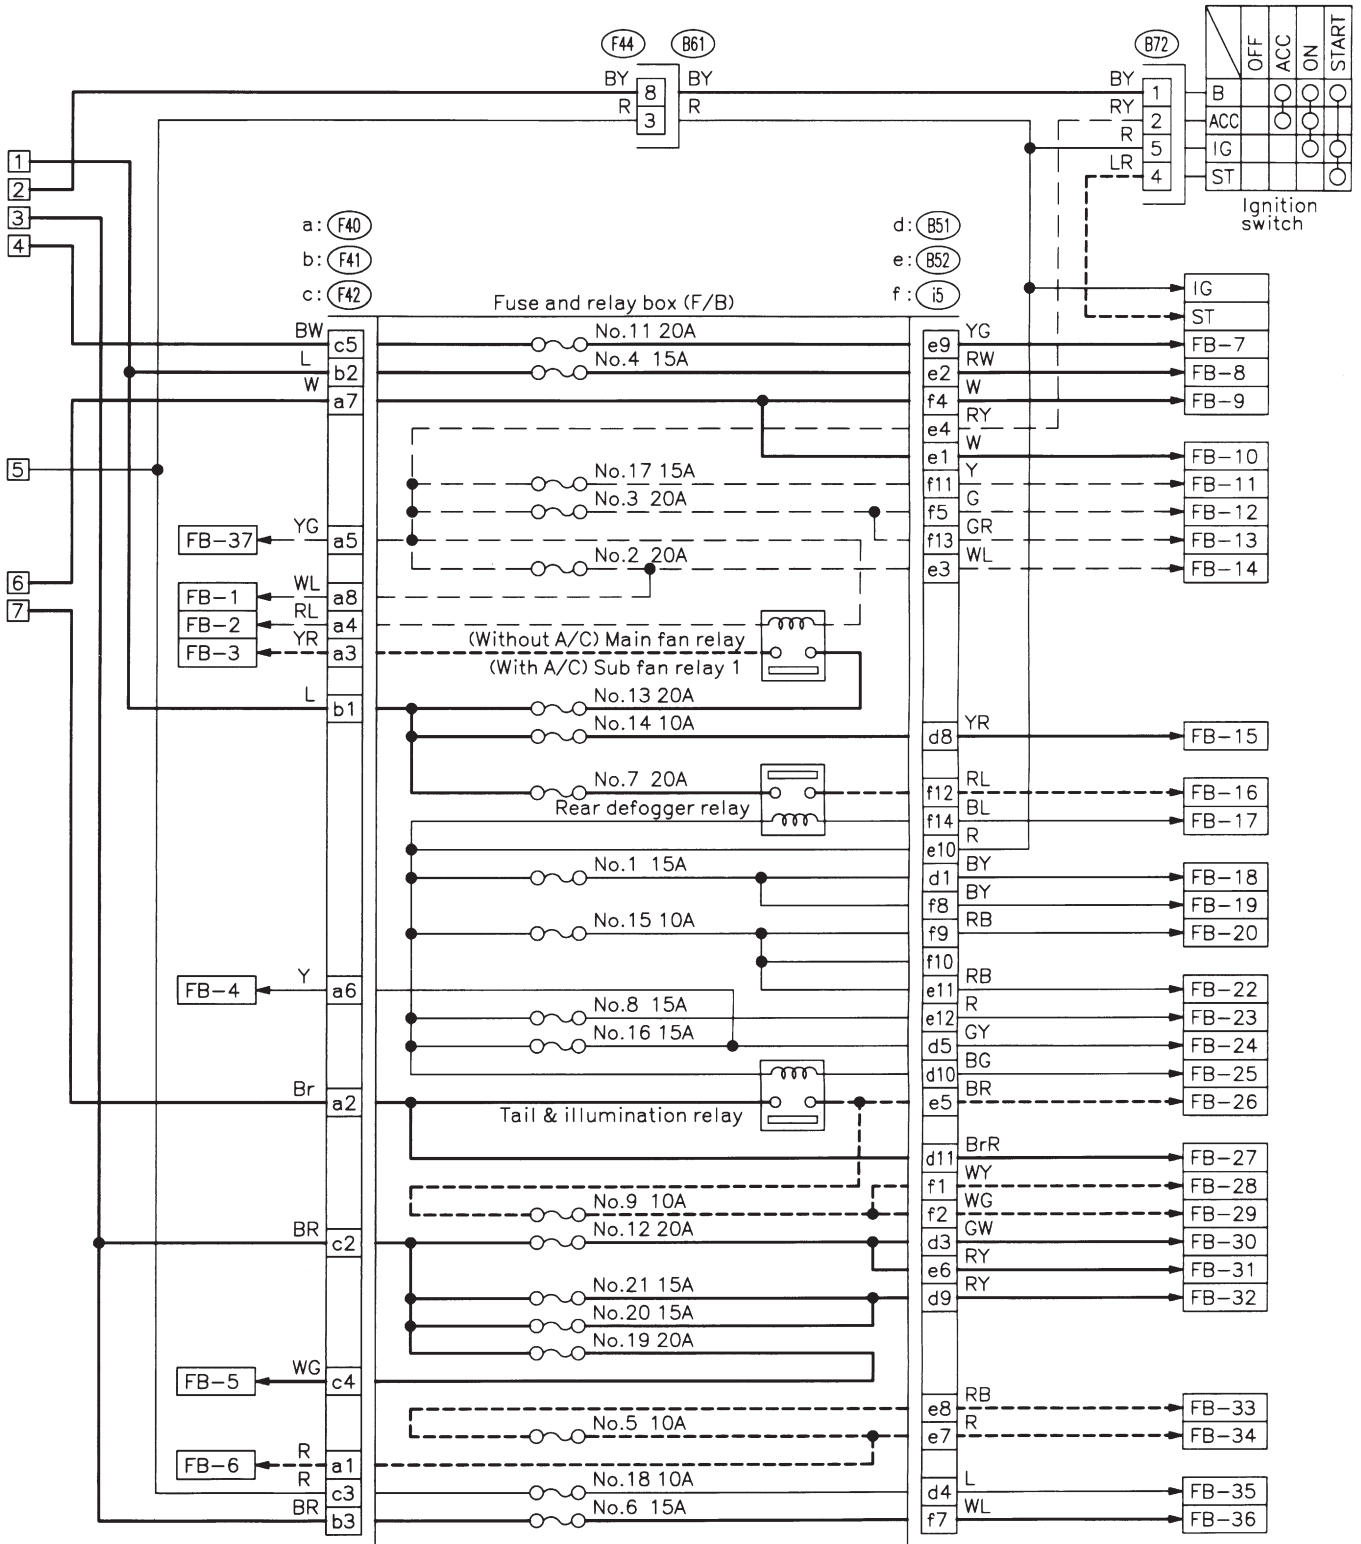 F44 B61 B72
OFF ACC ON START
BY 8 BY BY 1 B
R 3 R RY 2 ACC
R 5 IG
LR 4 ST
Ignition
switch
1
2
3
4
a: F40 d: B51
b: F41 e: B52
c: F42 f: i5
Fuse and relay box (F/B)
IG
ST
BW c5 No.11 20A e9 YG FB-7
L b2 No.4 15A e2 RW FB-8
W a7 f4 W FB-9
e4 RY
e1 W FB-10
5 No.17 15A f11 Y FB-11
No.3 20A f5 G FB-12
FB-37 YG a5 f13 GR FB-13
6 No.2 20A e3 WL FB-14
FB-1 WL a8
7
FB-2 RL a4
(Without A/C) Main fan relay
FB-3 YR a3
(With A/C) Sub fan relay 1
L b1 No.13 20A
No.14 10A d8 YR FB-15
No.7 20A f12 RL FB-16
Rear defogger relay f14 BL FB-17
e10 R
No.1 15A d1 BY FB-18
f8 BY FB-19
No.15 10A f9 RB FB-20
f10
FB-4 Y a6 e11 RB FB-22
No.8 15A e12 R FB-23
No.16 15A d5 GY FB-24
d10 BG FB-25
Br a2 e5 BR FB-26
Tail & illumination relay
d11 BrR FB-27
f1 WY FB-28
No.9 10A f2 WG FB-29
BR c2 No.12 20A d3 GW FB-30
e6 RY FB-31
No.21 15A d9 RY FB-32
No.20 15A
No.19 20A
FB-5 WG c4
e8 RB FB-33
No.5 10A e7 R FB-34
FB-6 R a1
R c3 No.18 10A d4 L FB-35
BR b3 No.6 15A f7 WL FB-36